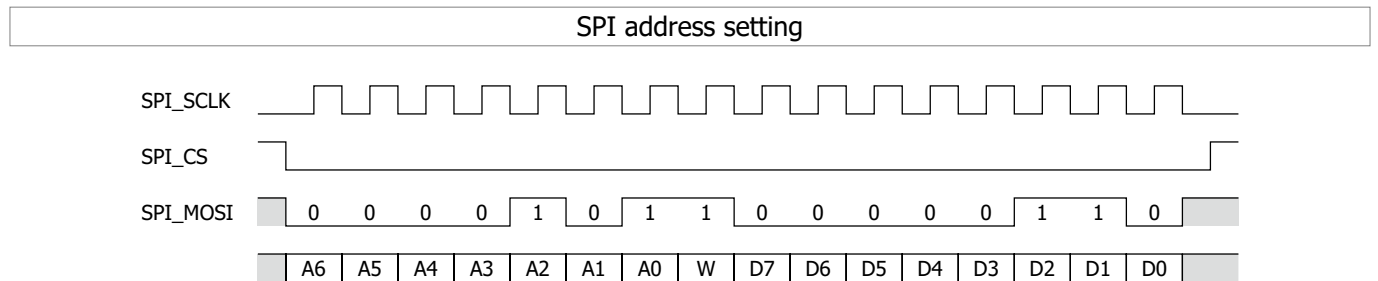 SPI address setting
SPI_SCLK
SPI_CS
SPI_MOSI 0 0 0 0 1 0 1 1 0 0 0 0 0 1 1 0
A6 A5 A4 A3 A2 A1 A0 W D7 D6 D5 D4 D3 D2 D1 D0